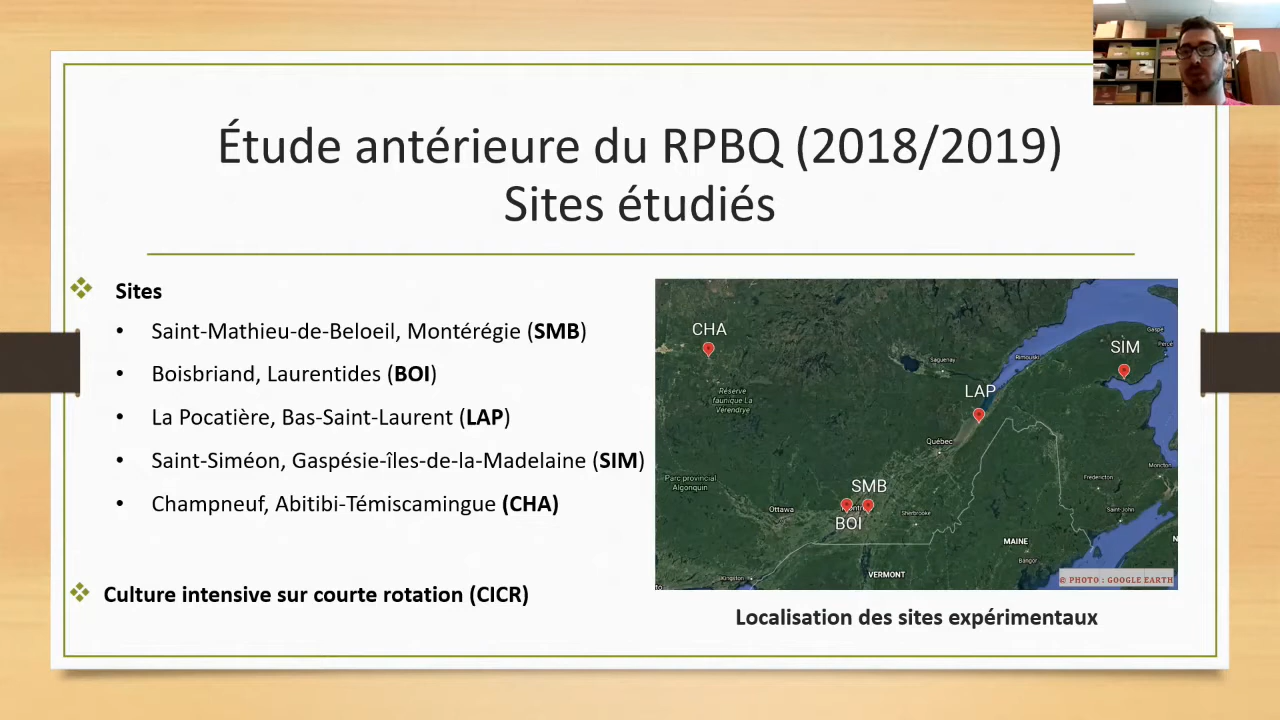 Étude antérieure du RPBQ (2018/2019)
Sites étudiés
Sites
• Saint-Mathieu-de-Beloeil, Montérégie (SMB)
• Boisbriand, Laurentides (BOI)
• La Pocatière, Bas-Saint-Laurent (LAP)
• Saint-Siméon, Gaspésie-îles-de-la-Madelaine (SIM)
• Champneuf, Abitibi-Témiscamingue (CHA)
Culture intensive sur courte rotation (CICR)
CHA
Réserve
faunique La
Vérendrye
Saguenay
Rimouski
Gaspé
Percé
SIM
LAP
Québec
Parc provincial
Algonquin
SMB
BOI
Ottawa
Sherbrooke
Fredericton
Moncton
Saint-John
MAINE
Bangor
VERMONT
Kingston
© PHOTO : GOOGLE EARTH
Localisation des sites expérimentaux